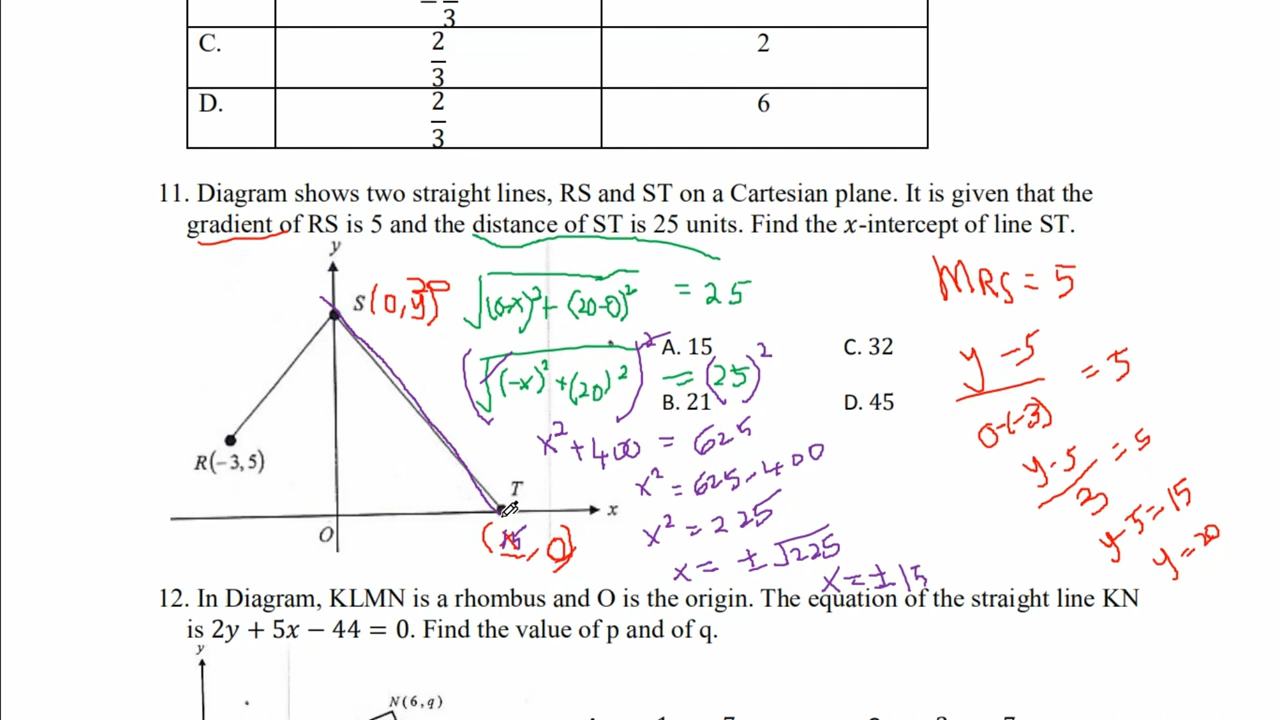 3
C. 2/3 2
D. 2/3 6
11. Diagram shows two straight lines, RS and ST on a Cartesian plane. It is given that the
gradient of RS is 5 and the distance of ST is 25 units. Find the x-intercept of line ST.
y
S(0, y) 20
√(0-x)² + (20-0)² = 25
MRS = 5
A. 15 C. 32
(√(-x)² + (20)²)² = (25)²
y - 5 / 0-(-3) = 5
B. 21 D. 45
x² + 400 = 625
R(−3, 5)
x² = 625 - 400
y - 5 / 3 = 5
T
x
x² = 225
y - 5 = 15
O
(15, 0)
x = ± √225
y = 20
x = ± 15
12. In Diagram, KLMN is a rhombus and O is the origin. The equation of the straight line KN
is 2y + 5x − 44 = 0. Find the value of p and of q.
y
N(6, q)